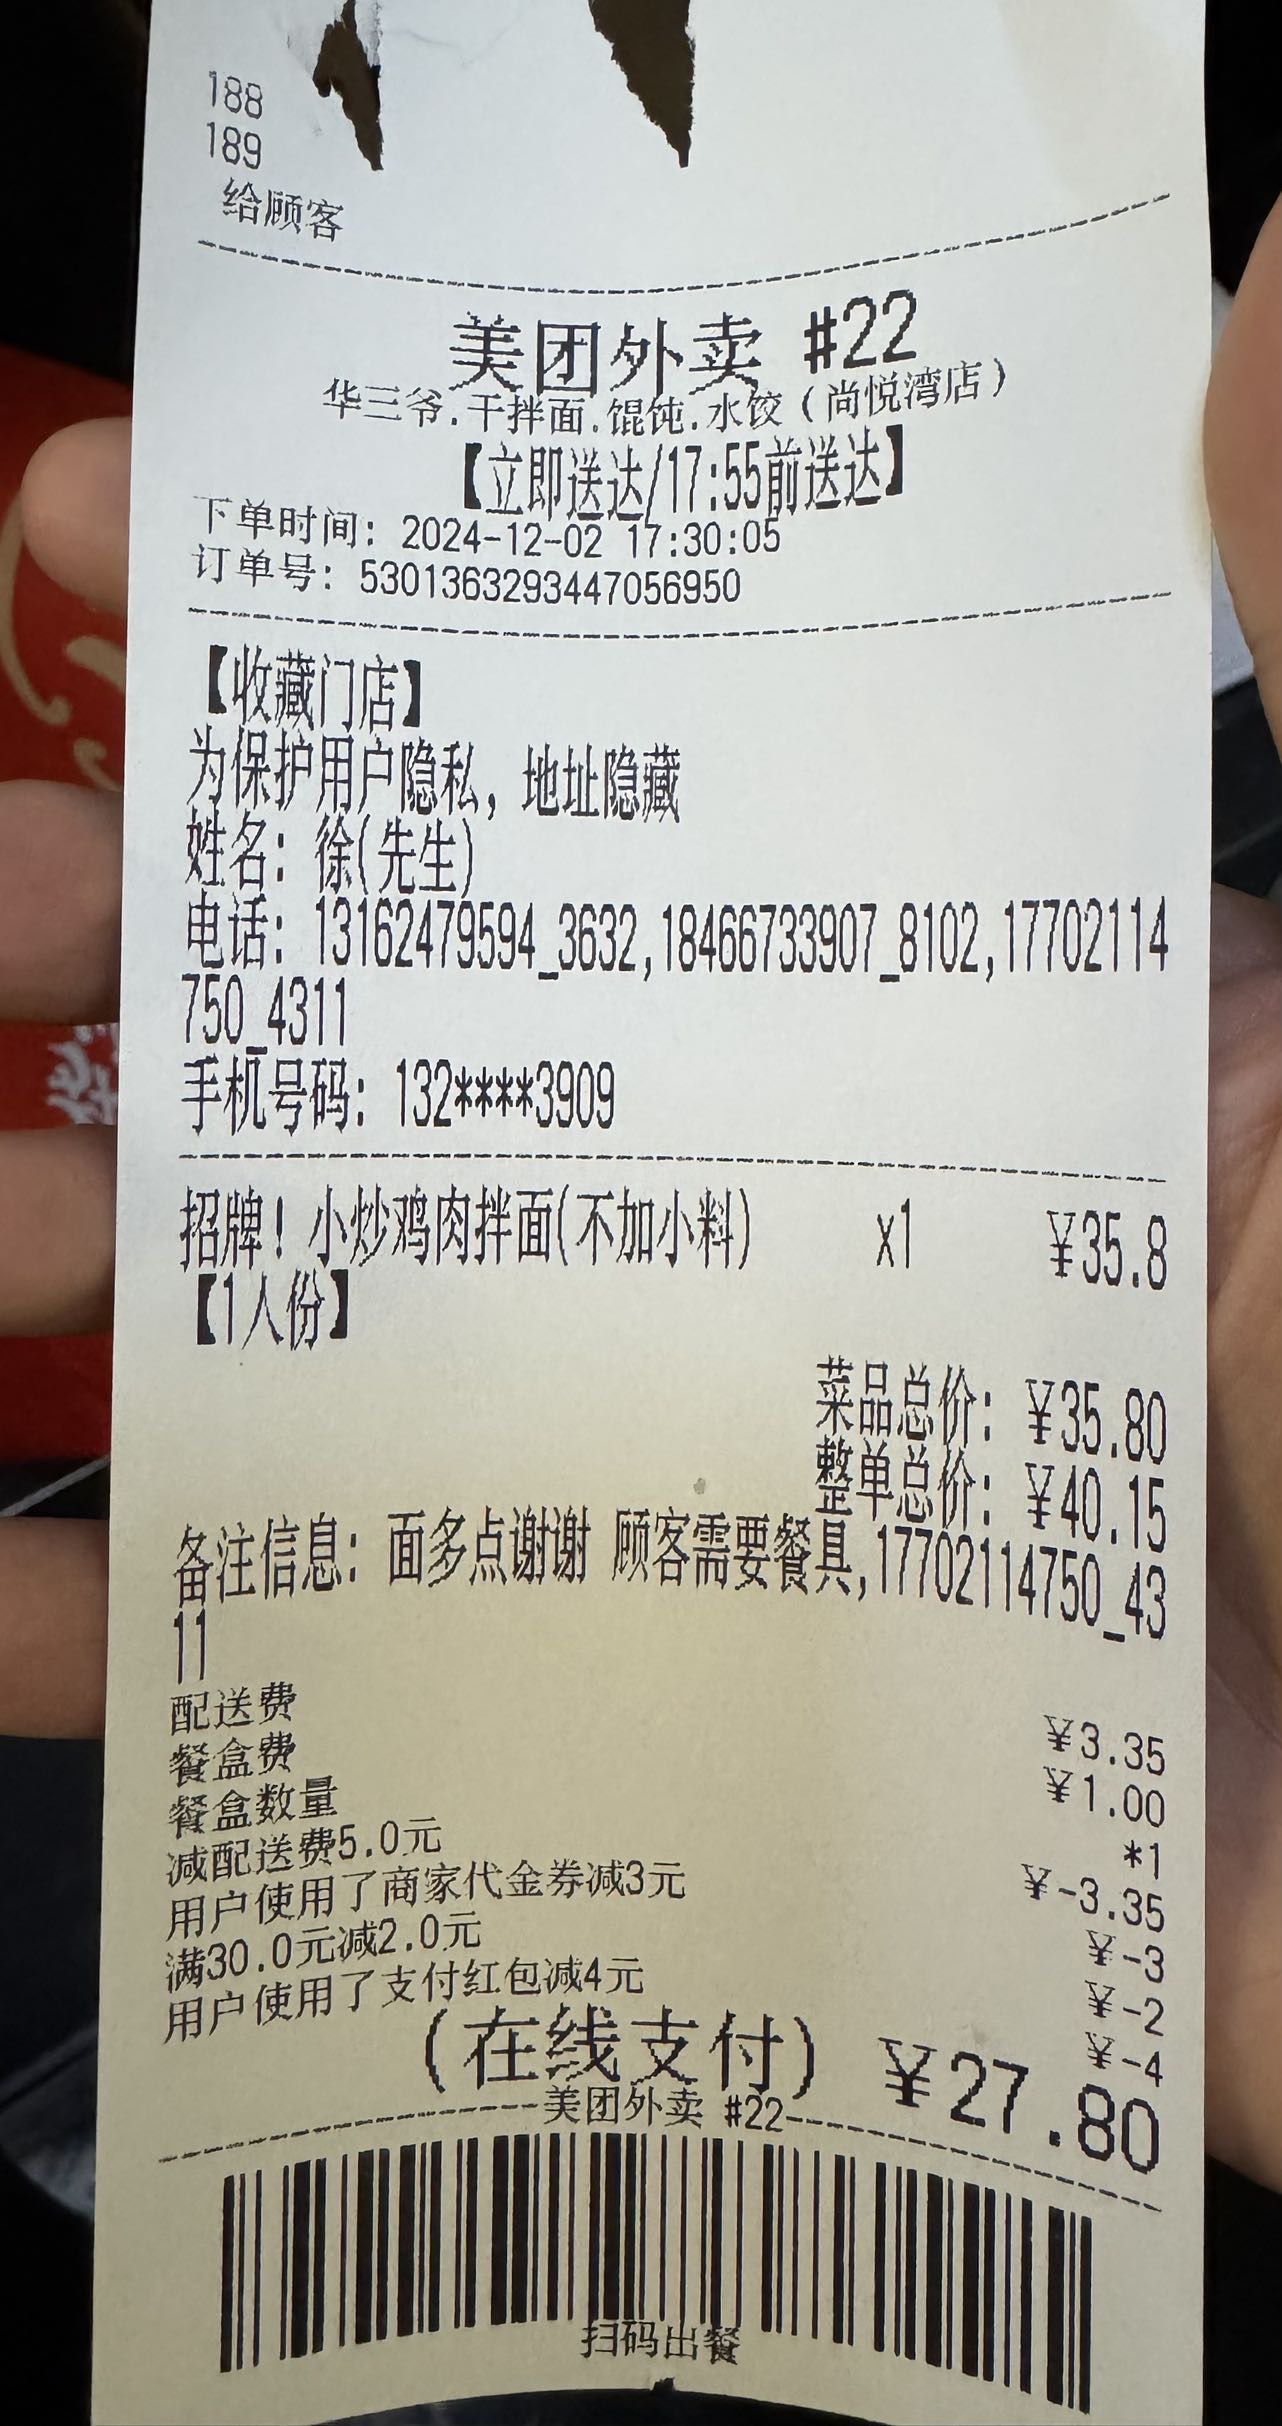 188
189
给顾客
美团外卖 #22
华三爷.干拌面.馄饨.水饺（尚悦湾店）
【立即送达/17:55前送达】
下单时间: 2024-12-02 17:30:05
订单号: 5301363293447056950
【收藏门店】
为保护用户隐私, 地址隐藏
姓名: 徐(先生)
电话: 13162479594_3632,18466733907_8102,17702114
750_4311
手机号码: 132****3909
招牌! 小炒鸡肉拌面(不加小料) x1 ¥35.8
【1人份】
菜品总价: ¥35.80
整单总价: ¥40.15
备注信息: 面多点谢谢 顾客需要餐具,17702114750_43
11
配送费 ¥3.35
餐盒费 ¥1.00
餐盒数量 *1
减配送费5.0元 ¥-3.35
用户使用了商家代金券减3元 ¥-3
满30.0元减2.0元 ¥-2
用户使用了支付红包减4元 ¥-4
(在线支付) ¥27.80
美团外卖 #22
扫码出餐